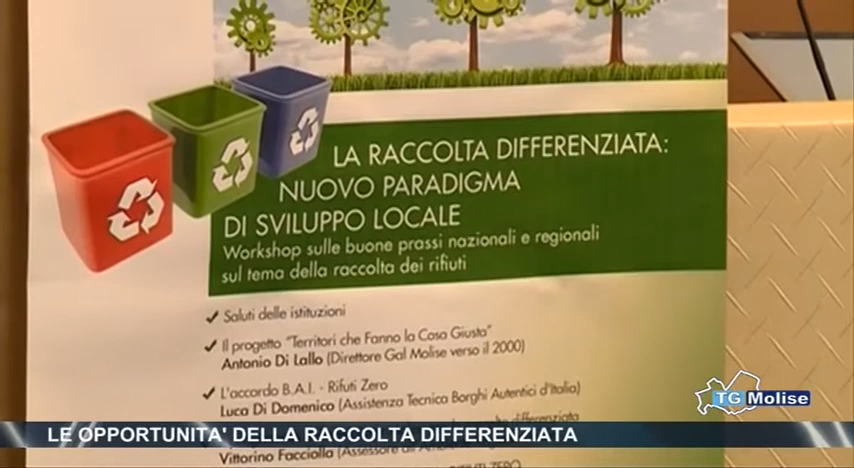 LA RACCOLTA DIFFERENZIATA:
NUOVO PARADIGMA
DI SVILUPPO LOCALE
Workshop sulle buone prassi nazionali e regionali
sul tema della raccolta dei rifiuti
✓ Saluti delle istituzioni
✓ Il progetto "Territori che Fanno la Cosa Giusta"
Antonio Di Lallo (Direttore Gal Molise verso il 2000)
✓ L'accordo B.A.I. - Rifiuti Zero
Luca Di Domenico (Assistenza Tecnica Borghi Autentici d'Italia)
differenziata
TG Molise
LE OPPORTUNITA' DELLA RACCOLTA DIFFERENZIATA
Vittorino Facciolla (Assessore